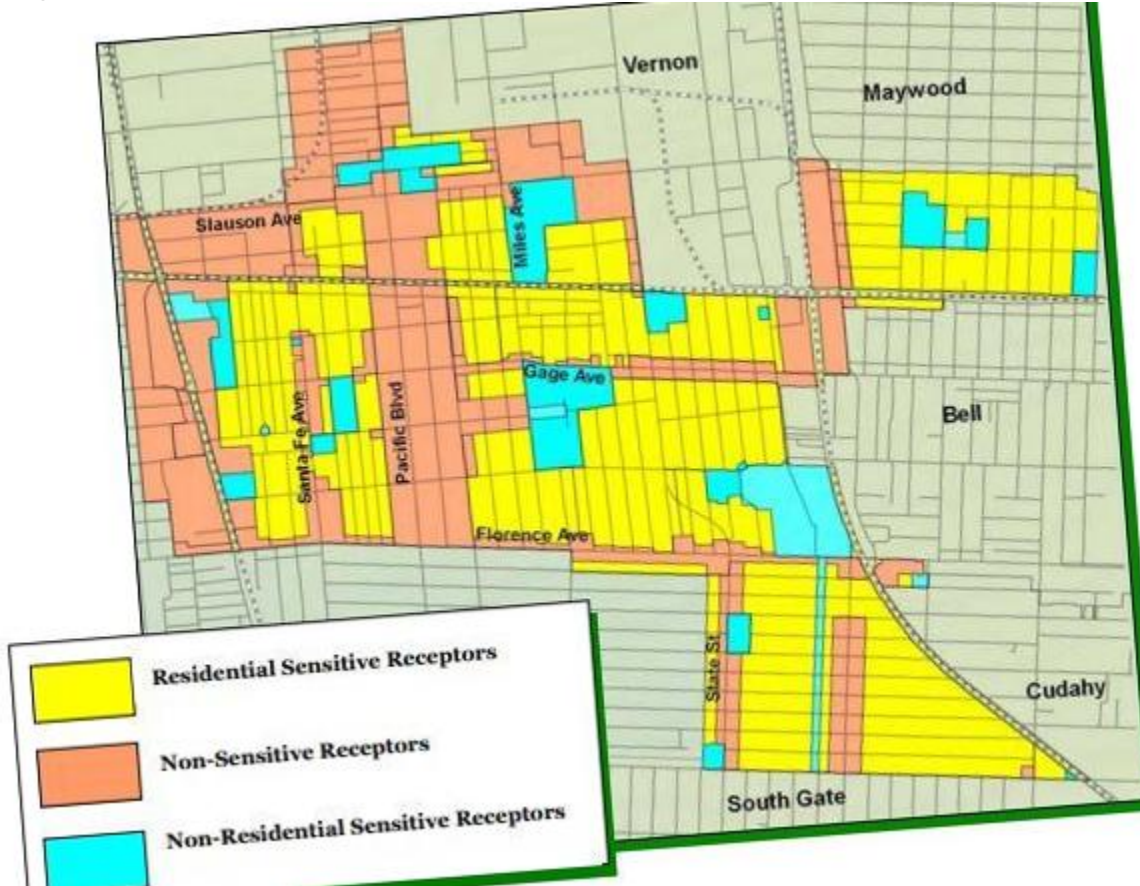 Vernon
Maywood
Slauson Ave
Miles Ave
Gage Ave
Santa Fe Ave
Pacific Blvd
Bell
Florence Ave
State St
Cudahy
South Gate
Residential Sensitive Receptors
Non-Sensitive Receptors
Non-Residential Sensitive Receptors